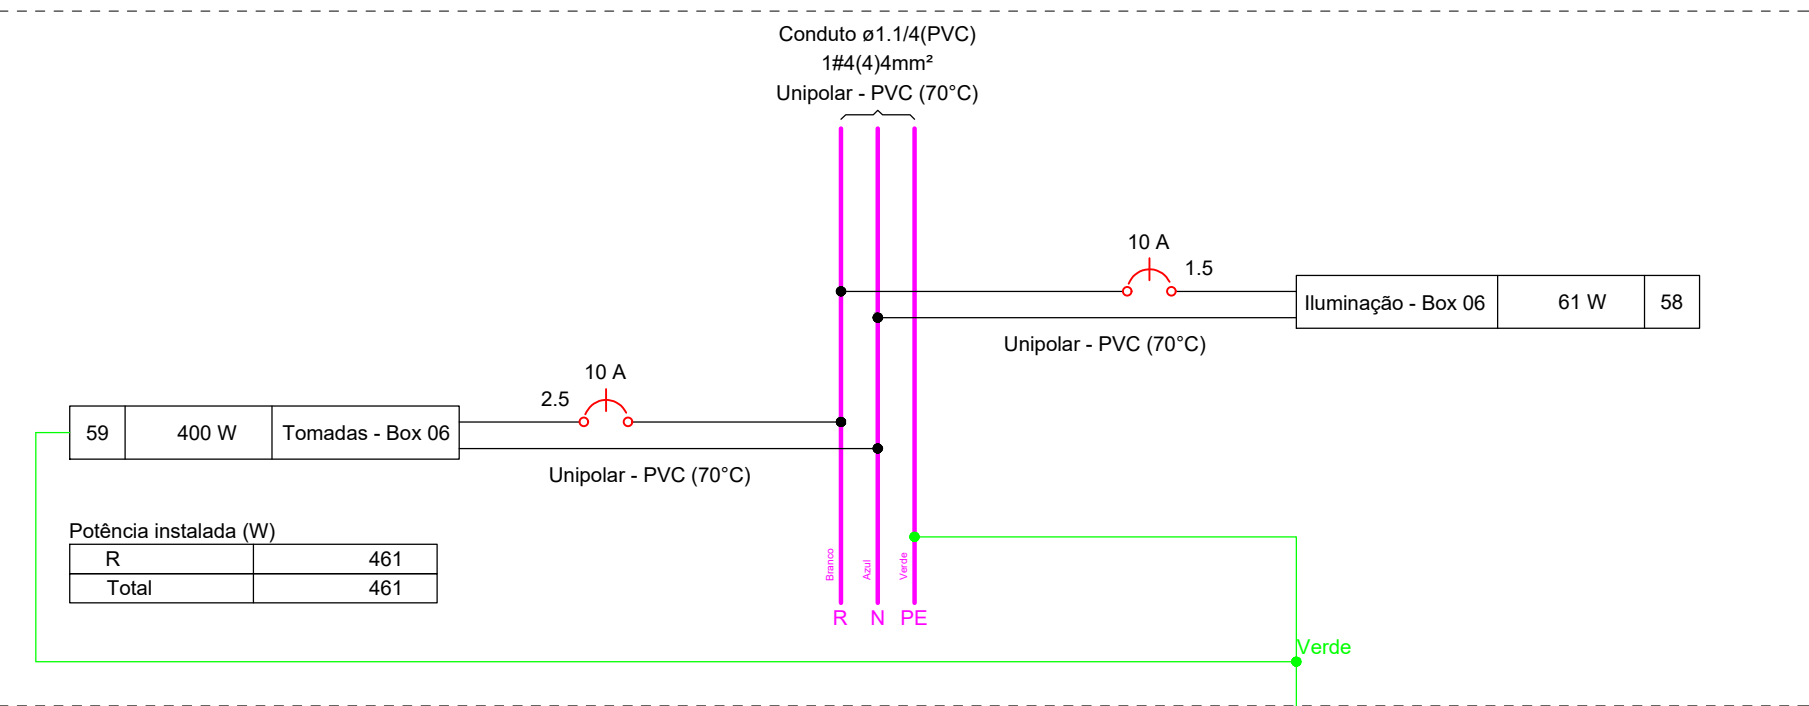 Conduto ø1.1/4(PVC)
1#4(4)4mm²
Unipolar - PVC (70°C)
10 A
1.5
Iluminação - Box 06 61 W 58
Unipolar - PVC (70°C)
10 A
2.5
59 400 W Tomadas - Box 06
Unipolar - PVC (70°C)
Potência instalada (W)
R 461
Total 461
Branco
Azul
Verde
R N PE
Verde